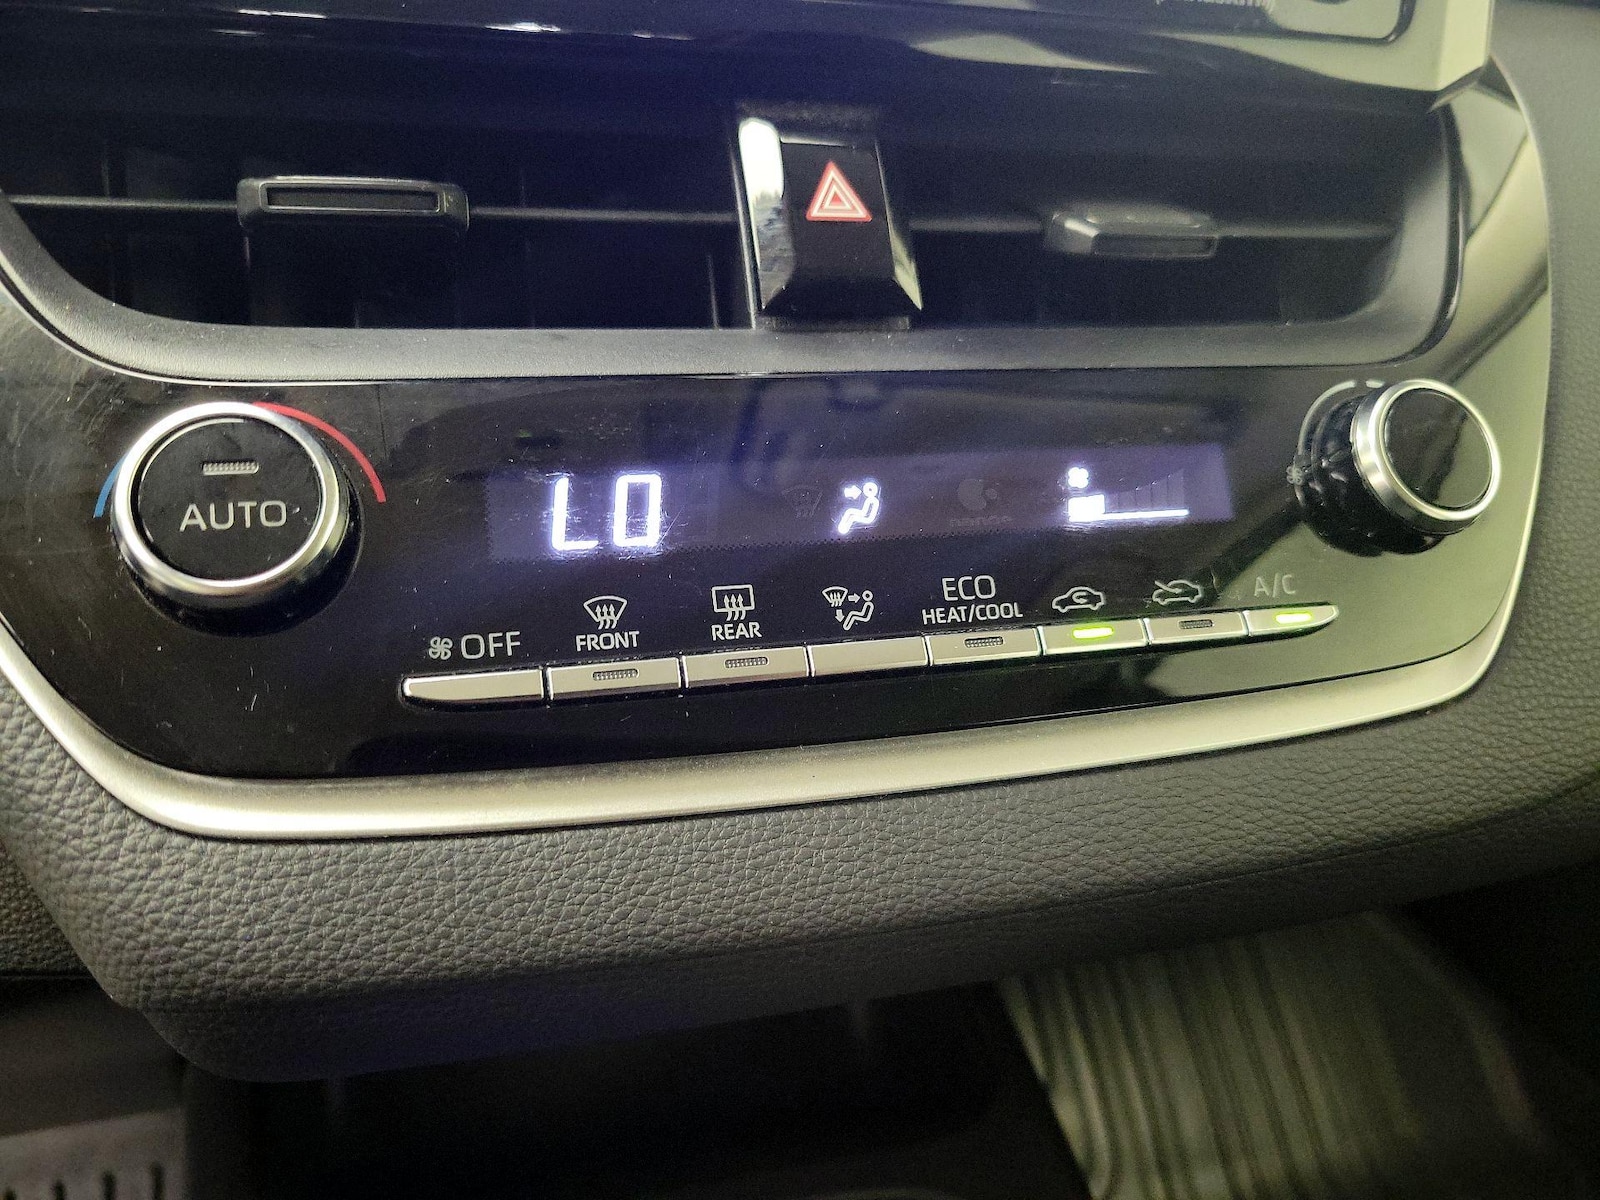 LO
AUTO
OFF
FRONT
REAR
ECO
HEAT/COOL
A/C